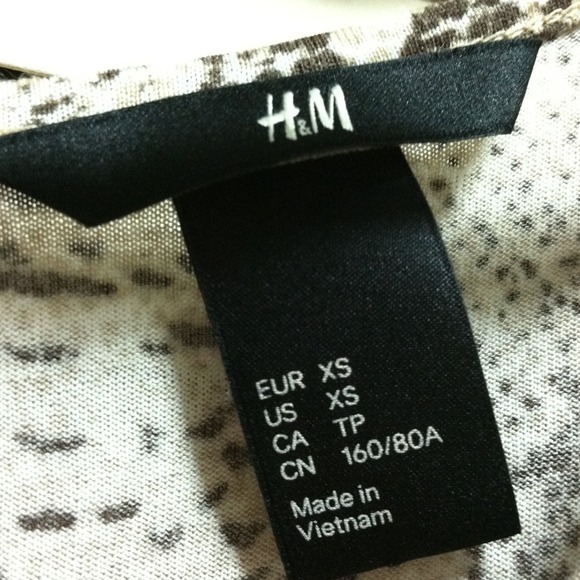 H&M
EUR XS
US XS
CA TP
CN 160/80A
Made in
Vietnam